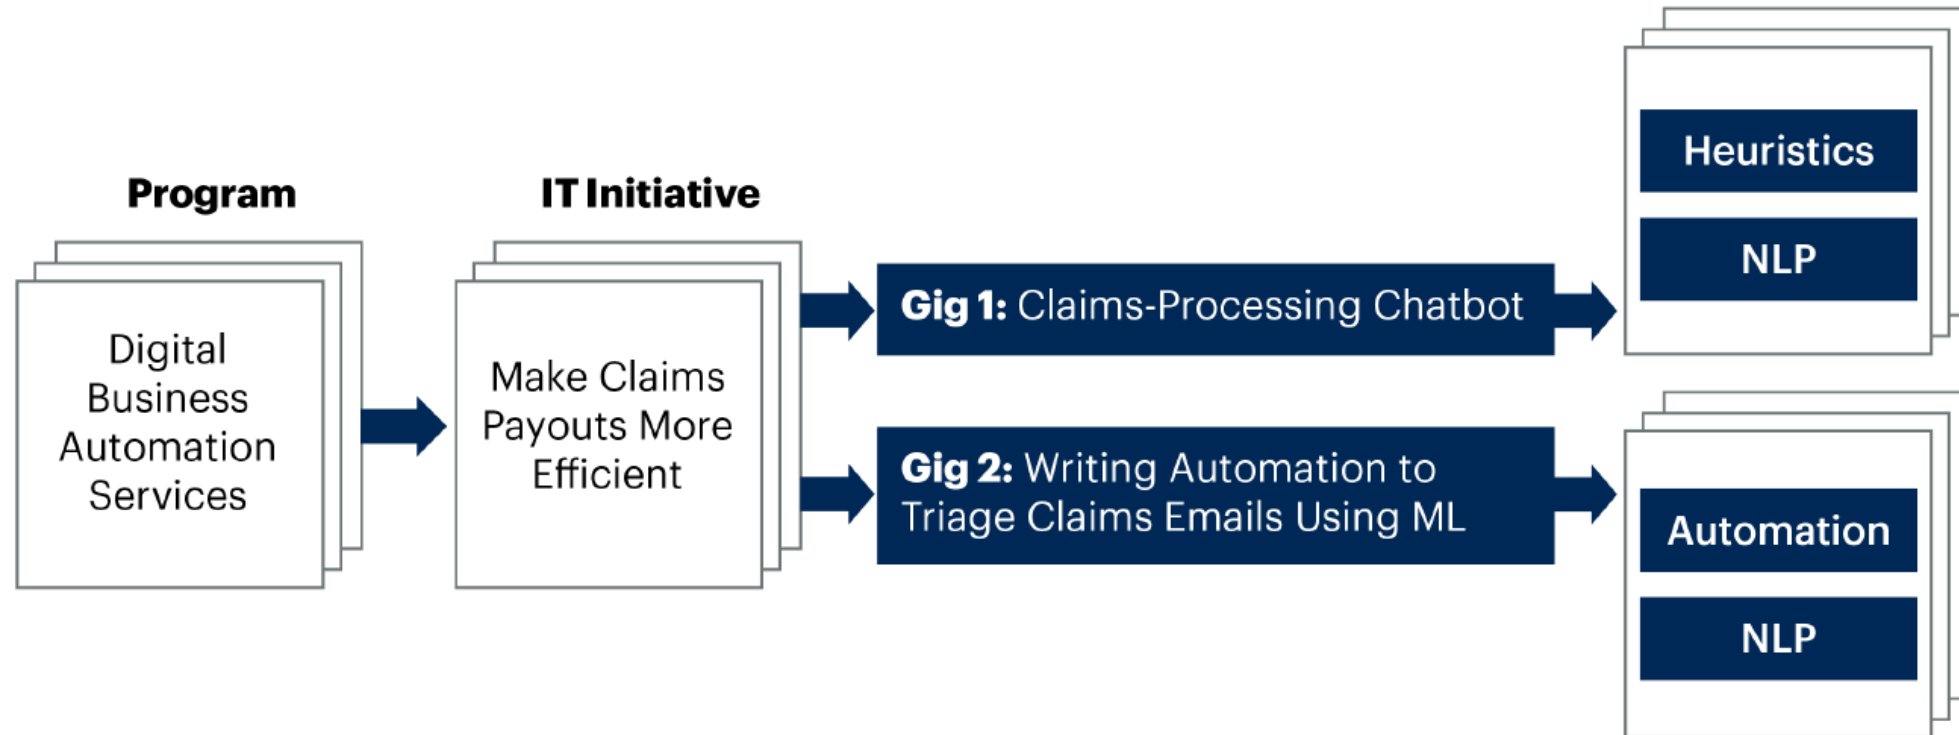 Program
Digital
Business
Automation
Services
IT Initiative
Make Claims
Payouts More
Efficient
Gig 1: Claims-Processing Chatbot
Heuristics
NLP
Gig 2: Writing Automation to
Triage Claims Emails Using ML
Automation
NLP